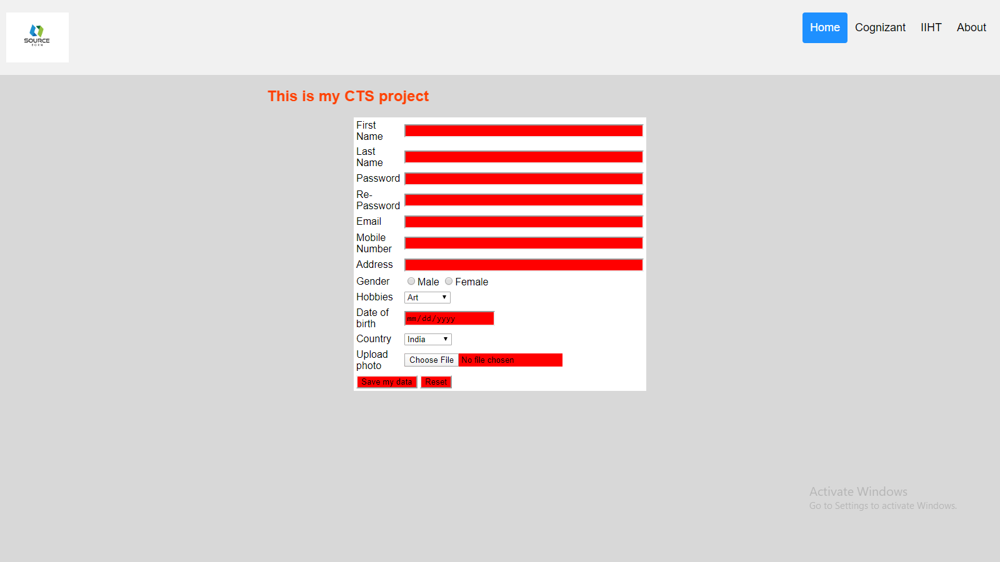 SOURCE
BORN
Home Cognizant IIHT About
This is my CTS project
First
Name
Last
Name
Password
Re-
Password
Email
Mobile
Number
Address
Gender Male Female
Hobbies Art
Date of
birth mm/dd/yyyy
Country India
Upload
photo Choose File No file chosen
Save my data Reset
Activate Windows
Go to Settings to activate Windows.